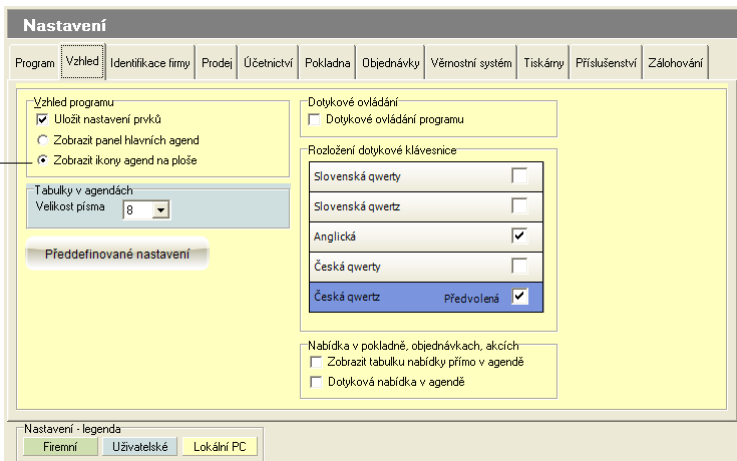 Nastavení
Program Vzhled Identifikace firmy Prodej Účetnictví Pokladna Objednávky Věrnostní systém Tiskárny Příslušenství Zálohování
Vzhled programu
Uložit nastavení prvků
Zobrazit panel hlavních agend
Zobrazit ikony agend na ploše
Tabulky v agendách
Velikost písma 8
Předdefinované nastavení
Dotykové ovládání
Dotykové ovládání programu
Rozložení dotykové klávesnice
Slovenská qwerty
Slovenská qwertz
Anglická
Česká qwerty
Česká qwertz Předvolená
Nabídka v pokladně, objednávkach, akcích
Zobrazit tabulku nabídky přímo v agendě
Dotyková nabídka v agendě
Nastavení - legenda
Firemní Uživatelské Lokální PC